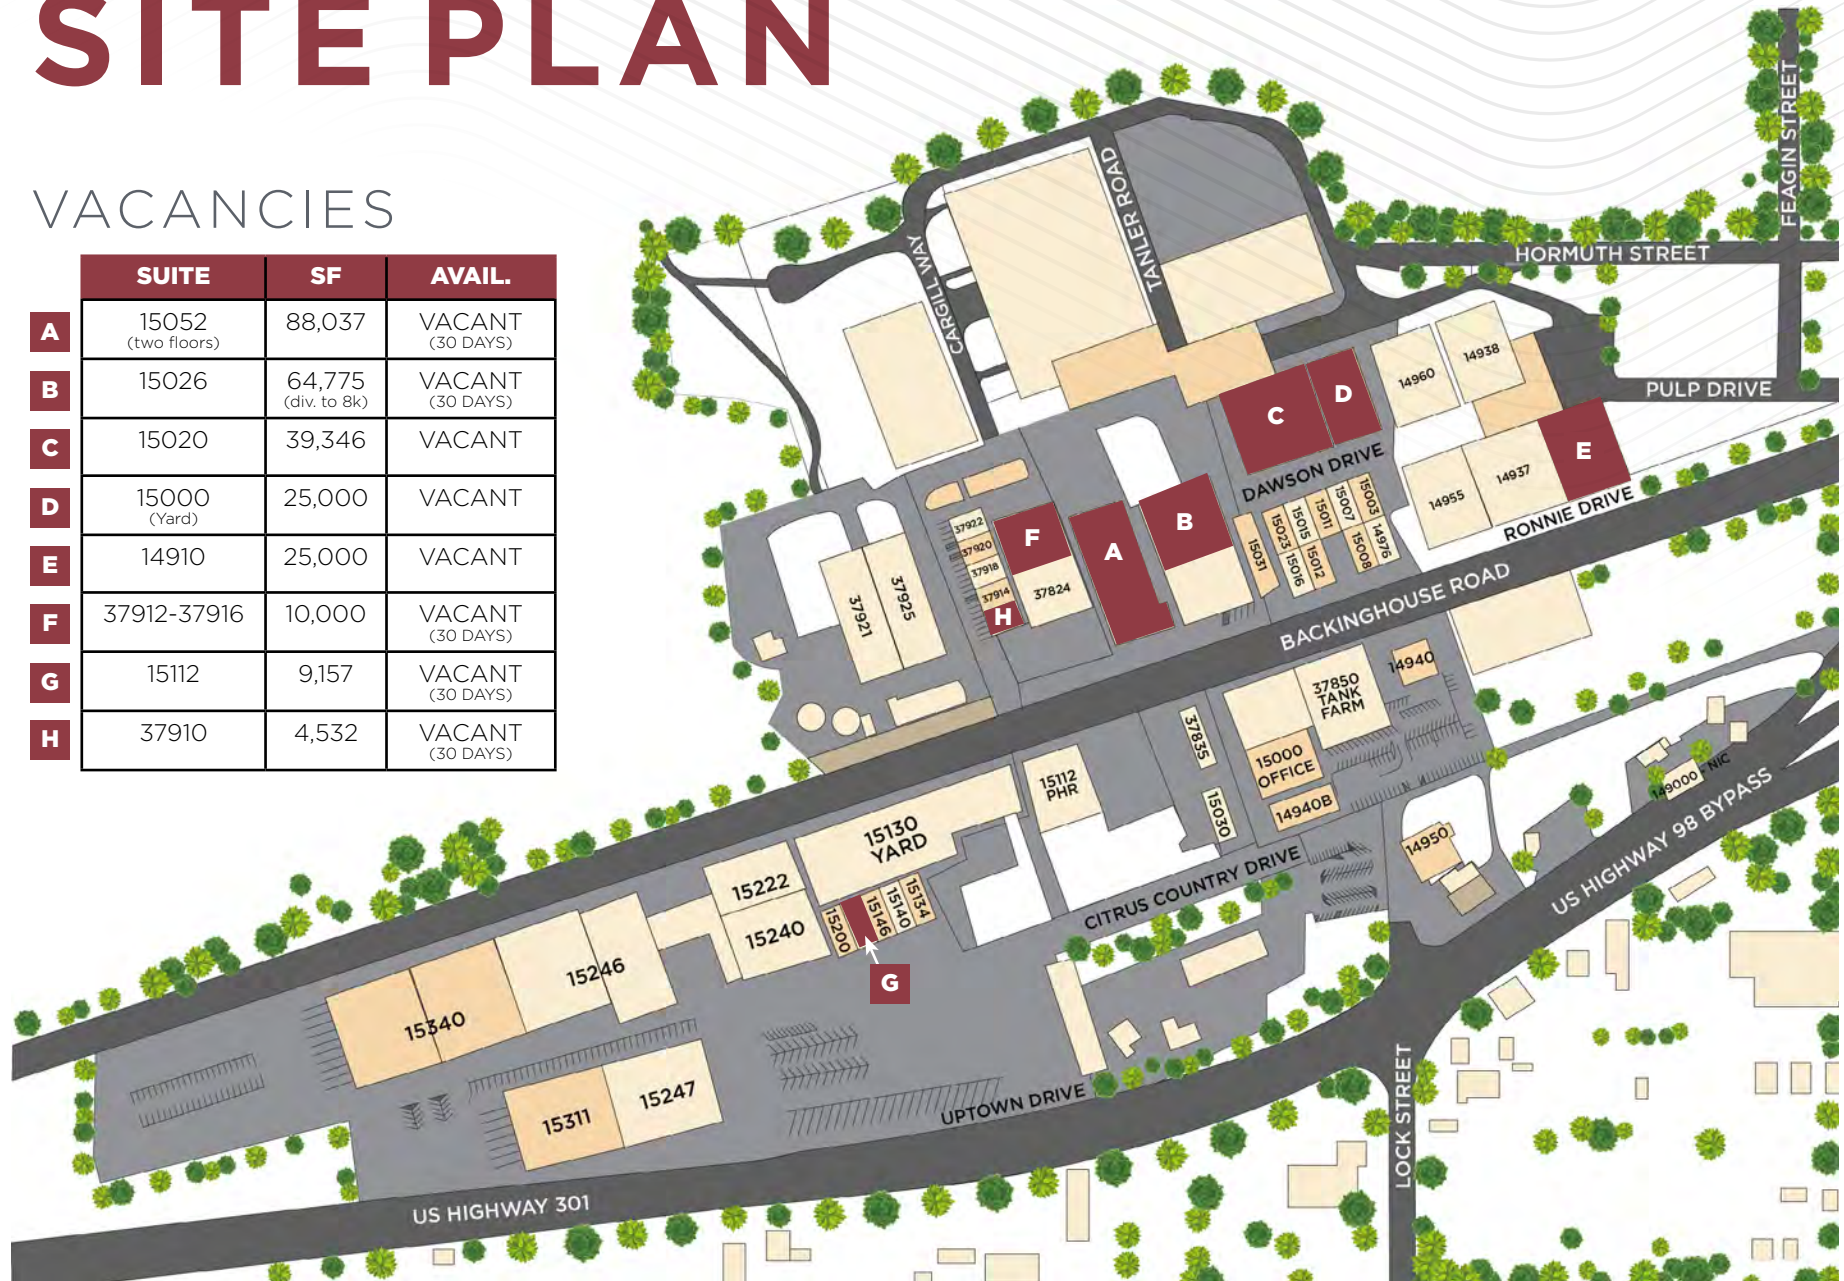 SITE PLAN
VACANCIES
SUITE SF AVAIL.
A 15052 88,037 VACANT
(two floors) (30 DAYS)
B 15026 64,775 VACANT
(div. to 8k) (30 DAYS)
C 15020 39,346 VACANT
D 15000 25,000 VACANT
(Yard)
E 14910 25,000 VACANT
F 37912-37916 10,000 VACANT
(30 DAYS)
G 15112 9,157 VACANT
(30 DAYS)
H 37910 4,532 VACANT
(30 DAYS)
FEAGIN STREET
HORMUTH STREET
TANLER ROAD
CARGILL WAY
PULP DRIVE
14938
14960
D
C
E
14937
14955
DAWSON DRIVE
RONNIE DRIVE
15003
15007
15011
15015
15023
14976
15008
15012
15016
15031
B
A
F
37824
37922
37920
37918
37914
H
37925
37921
BACKINGHOUSE ROAD
14940
37850
TANK
FARM
15000
OFFICE
14940B
37835
15030
15112
PHR
14950
149000
NIC
US HIGHWAY 98 BYPASS
CITRUS COUNTRY DRIVE
15130
YARD
15222
15240
15134
15140
15146
15200
G
15246
15340
15247
15311
UPTOWN DRIVE
LOCK STREET
US HIGHWAY 301